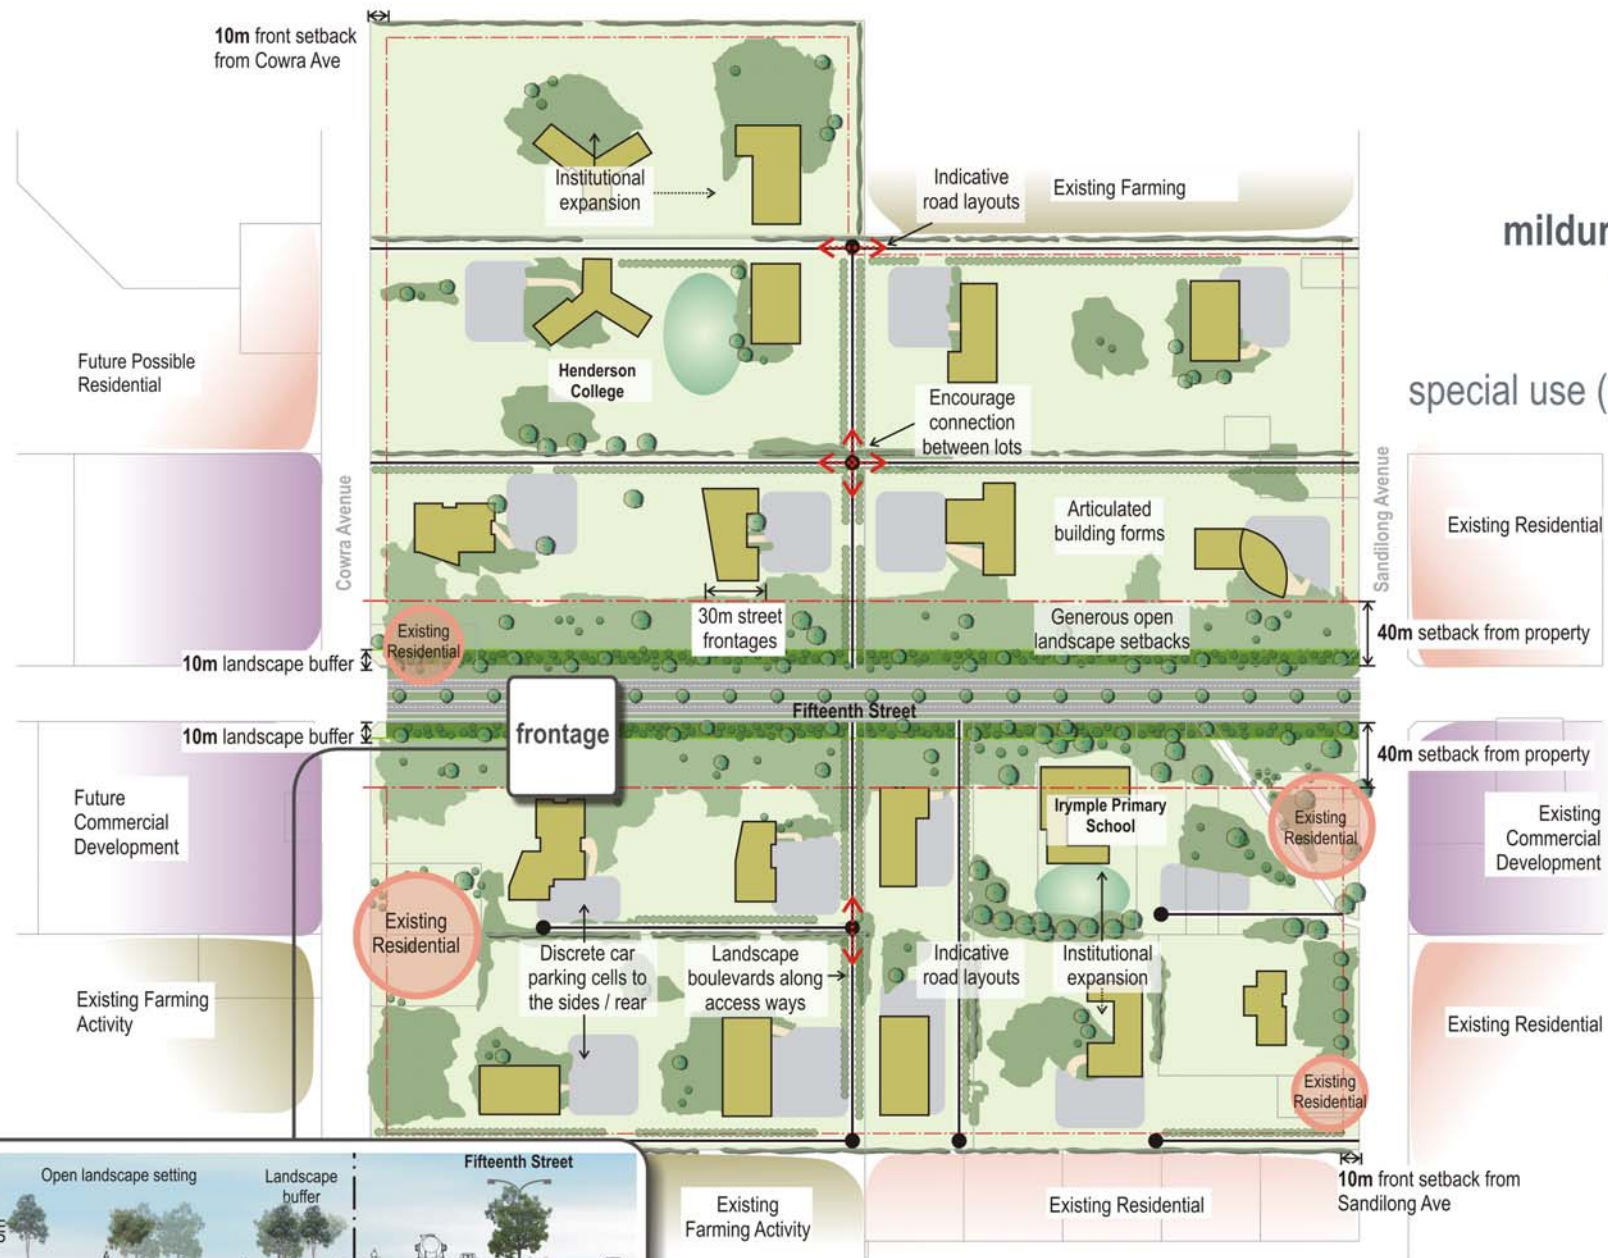 10m front setback
from Cowra Ave
Institutional
expansion
Indicative
road layouts
Existing Farming
mildur
Future Possible
Residential
Henderson
College
Encourage
connection
between lots
special use (
Cowra Avenue
Sandilong Avenue
Articulated
building forms
Existing Residential
Existing
Residential
30m street
frontages
Generous open
landscape setbacks
40m setback from property
10m landscape buffer
Fifteenth Street
10m landscape buffer
frontage
40m setback from property
Future
Commercial
Development
Irymple Primary
School
Existing
Residential
Existing
Commercial
Development
Existing
Residential
Discrete car
parking cells to
the sides / rear
Landscape
boulevards along
access ways
Indicative
road layouts
Institutional
expansion
Existing Farming
Activity
Existing Residential
Existing
Residential
Open landscape setting
Landscape
buffer
Fifteenth Street
Existing
Farming Activity
Existing Residential
10m front setback from
Sandilong Ave